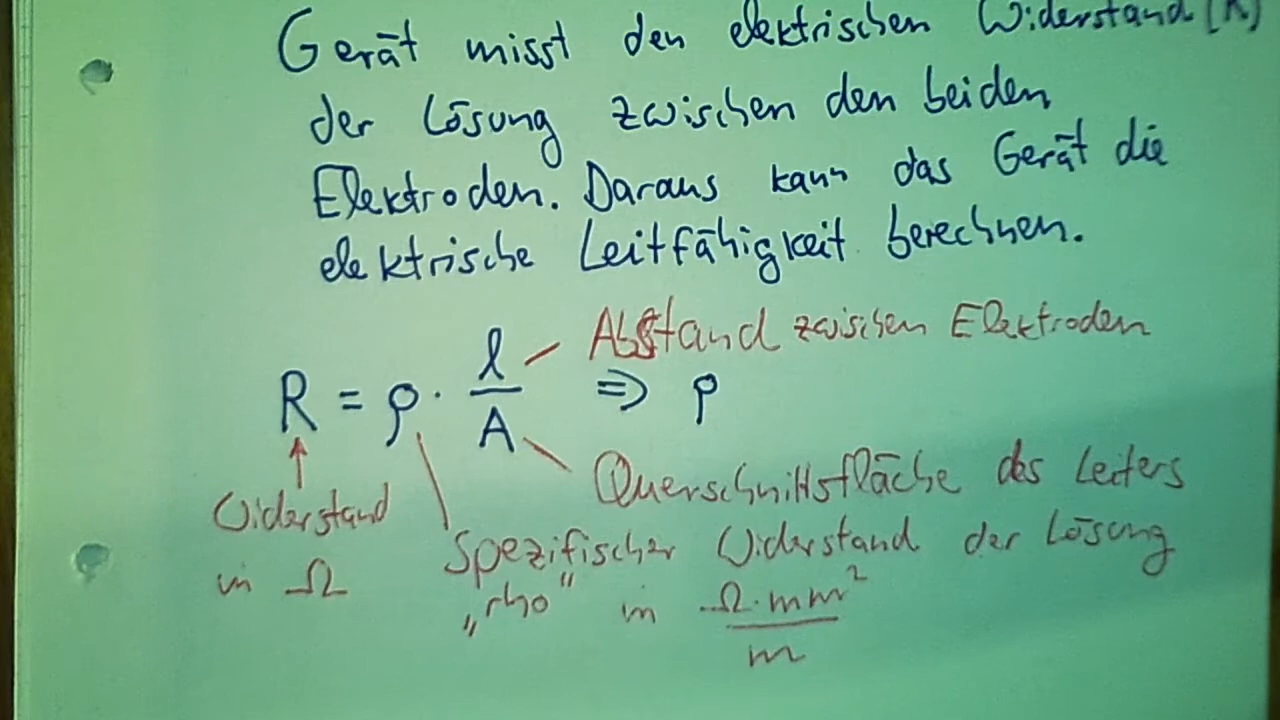 Gerät misst den elektrischen Widerstand (R)
der Lösung zwischen den beiden
Elektroden. Daraus kann das Gerät die
elektrische Leitfähigkeit berechnen.
R = ρ · l/A ⇒ ρ
Abstand zwischen Elektroden
Querschnittsfläche des Leiters
Widerstand
in Ω
Spezifischer Widerstand der Lösung
„rho“ in Ω·mm²/m